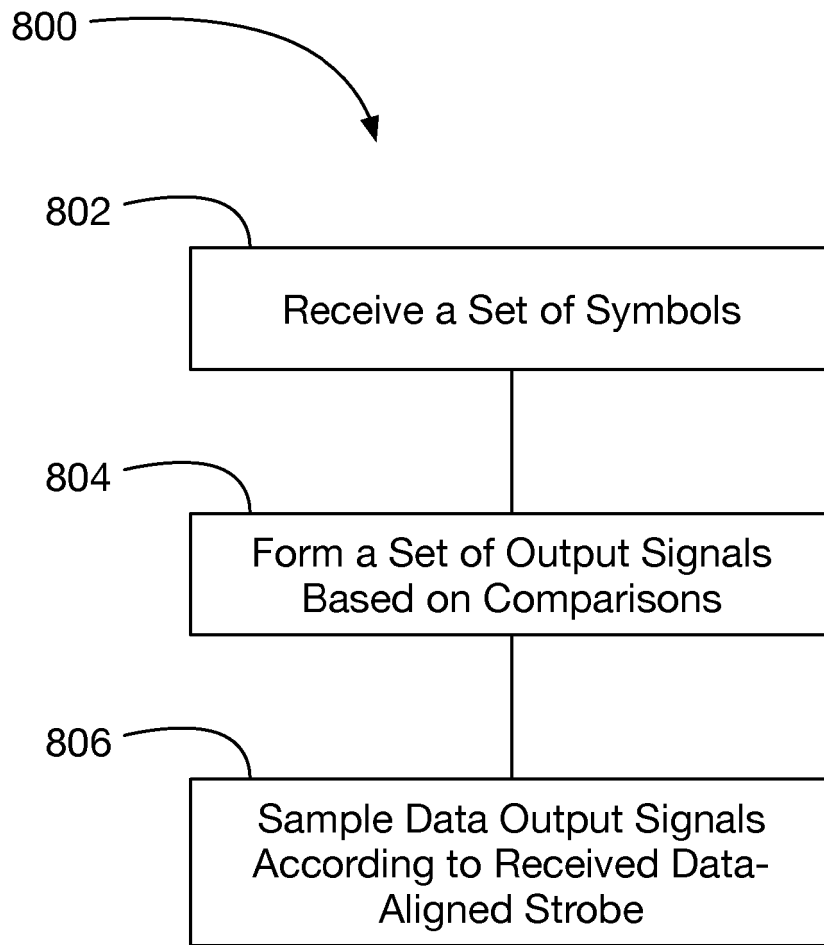 800
802
Receive a Set of Symbols
804
Form a Set of Output Signals
Based on Comparisons
806
Sample Data Output Signals
According to Received Data-
Aligned Strobe